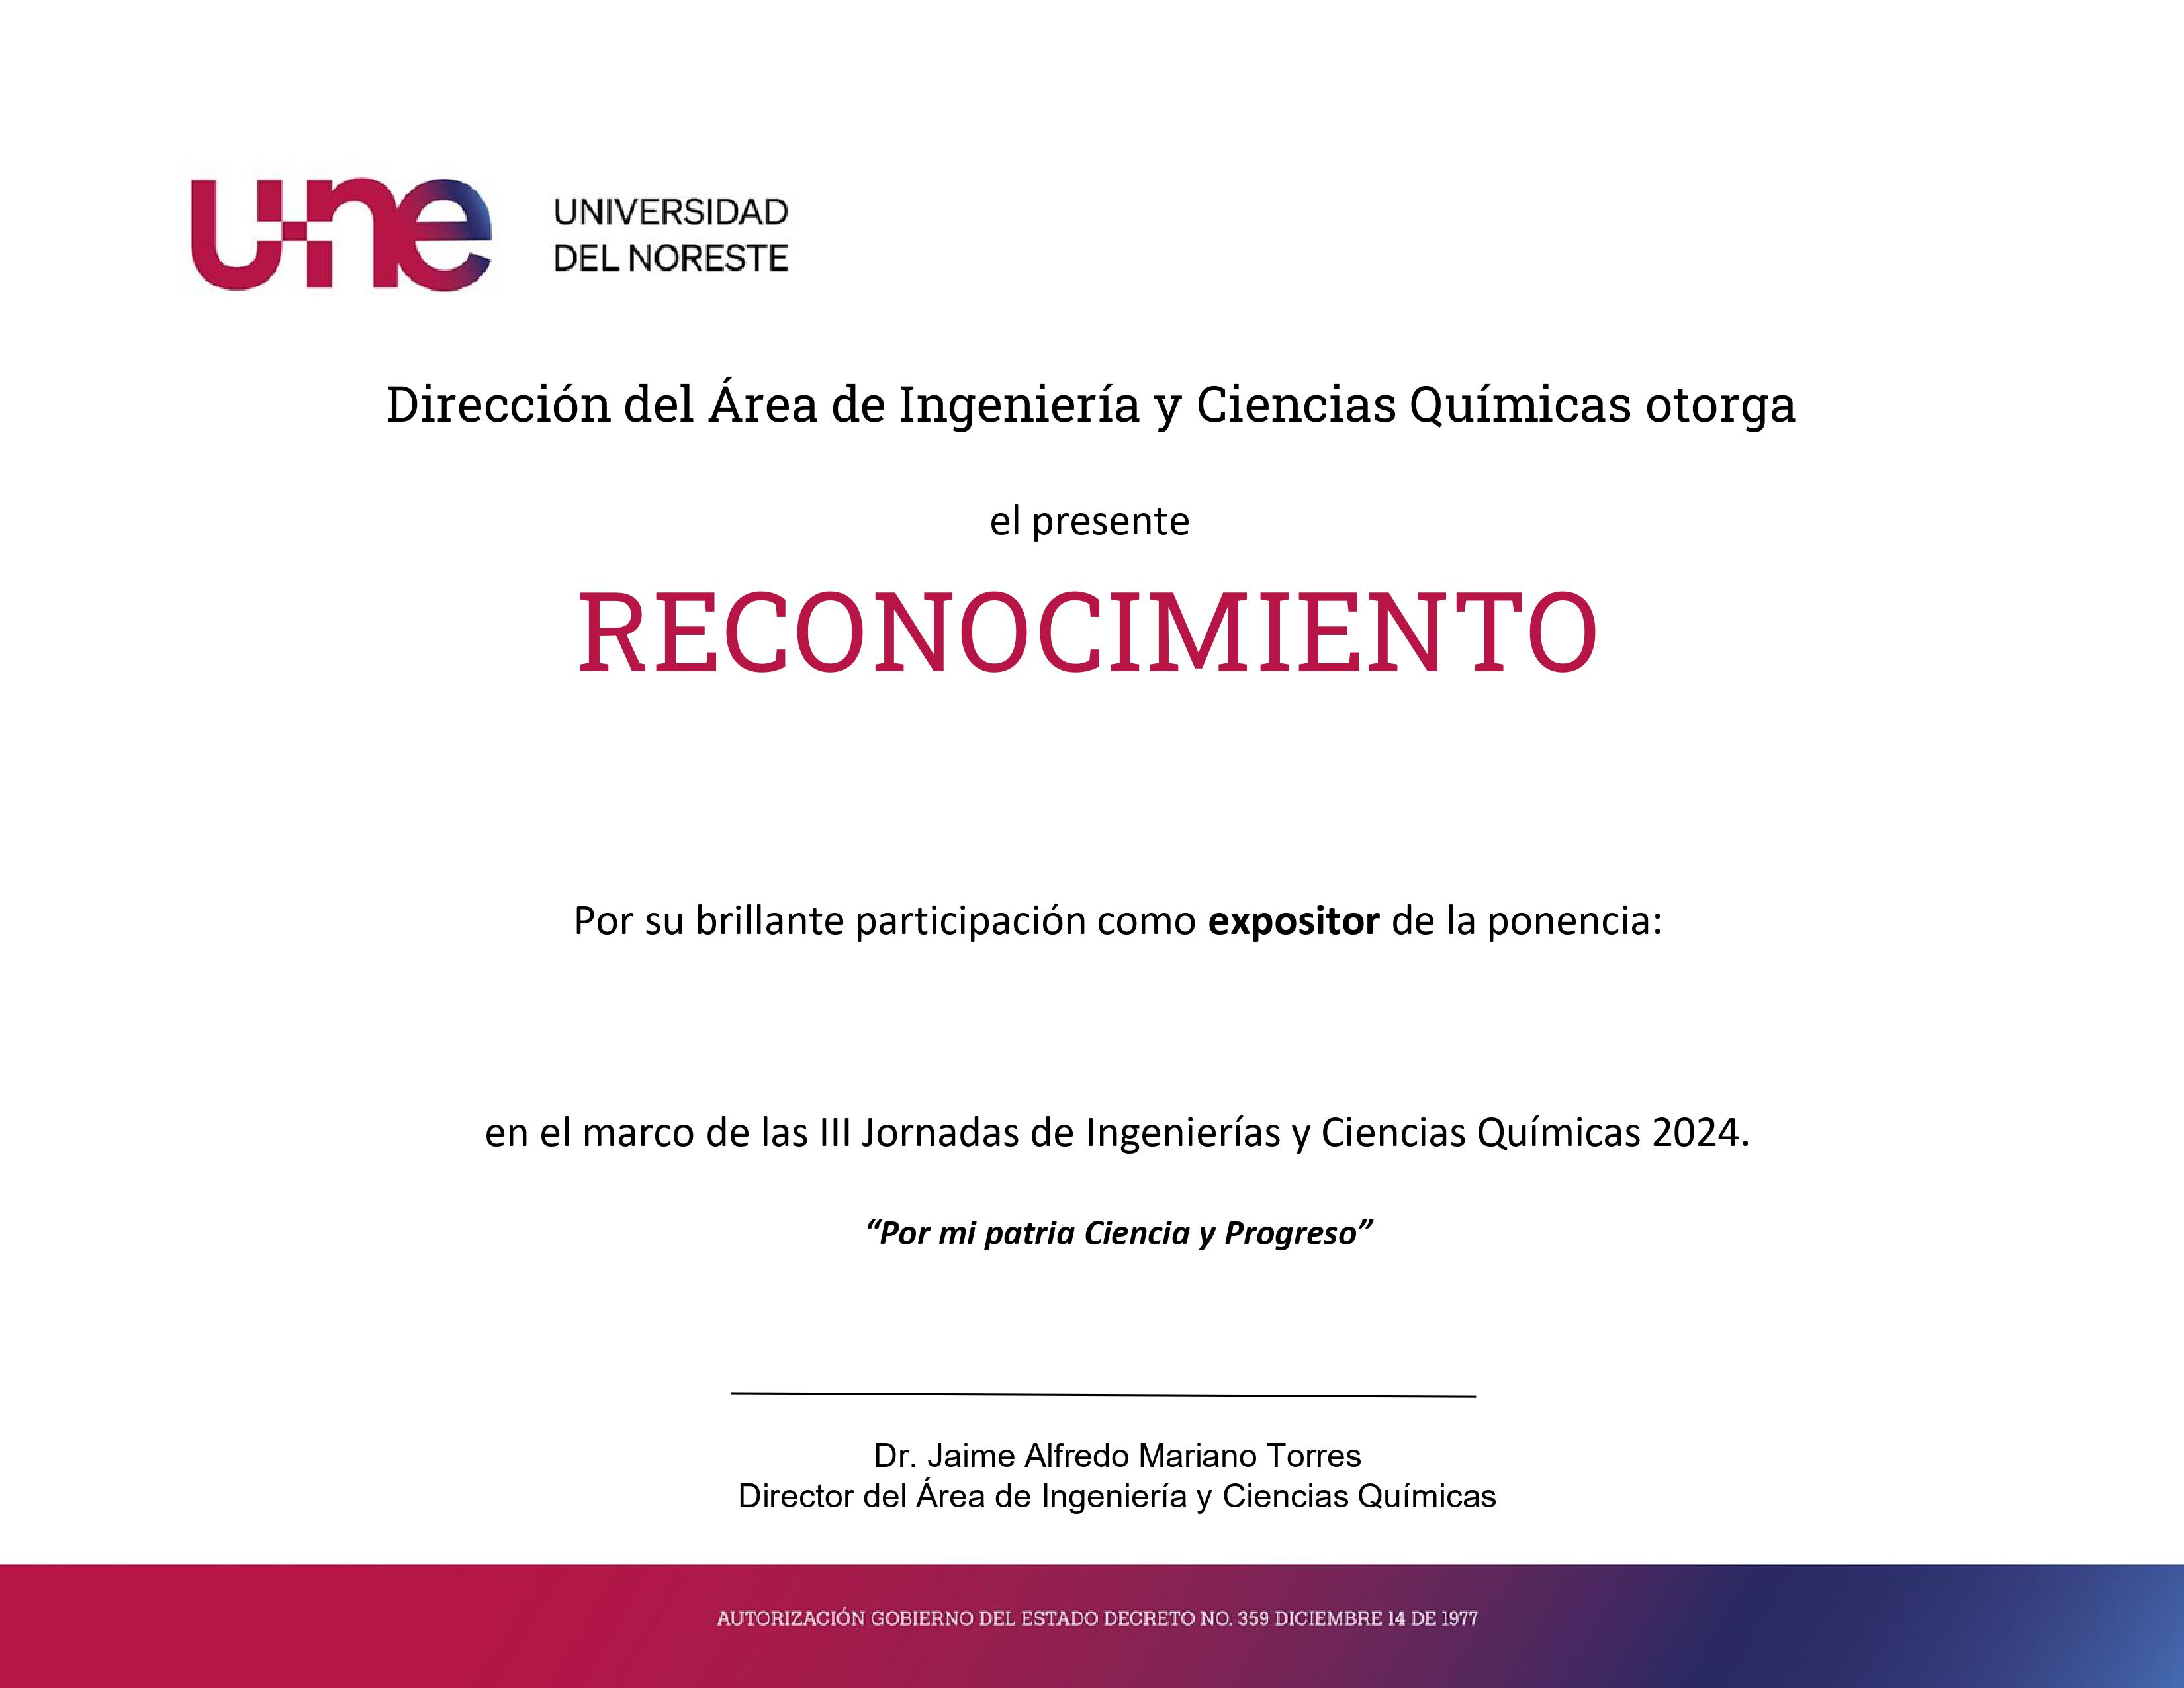 une
UNIVERSIDAD
DEL NORESTE
Dirección del Área de Ingeniería y Ciencias Químicas otorga
el presente
RECONOCIMIENTO
Por su brillante participación como expositor de la ponencia:
en el marco de las III Jornadas de Ingenierías y Ciencias Químicas 2024.
“Por mi patria Ciencia y Progreso”
Dr. Jaime Alfredo Mariano Torres
Director del Área de Ingeniería y Ciencias Químicas
AUTORIZACIÓN GOBIERNO DEL ESTADO DECRETO NO. 359 DICIEMBRE 14 DE 1977